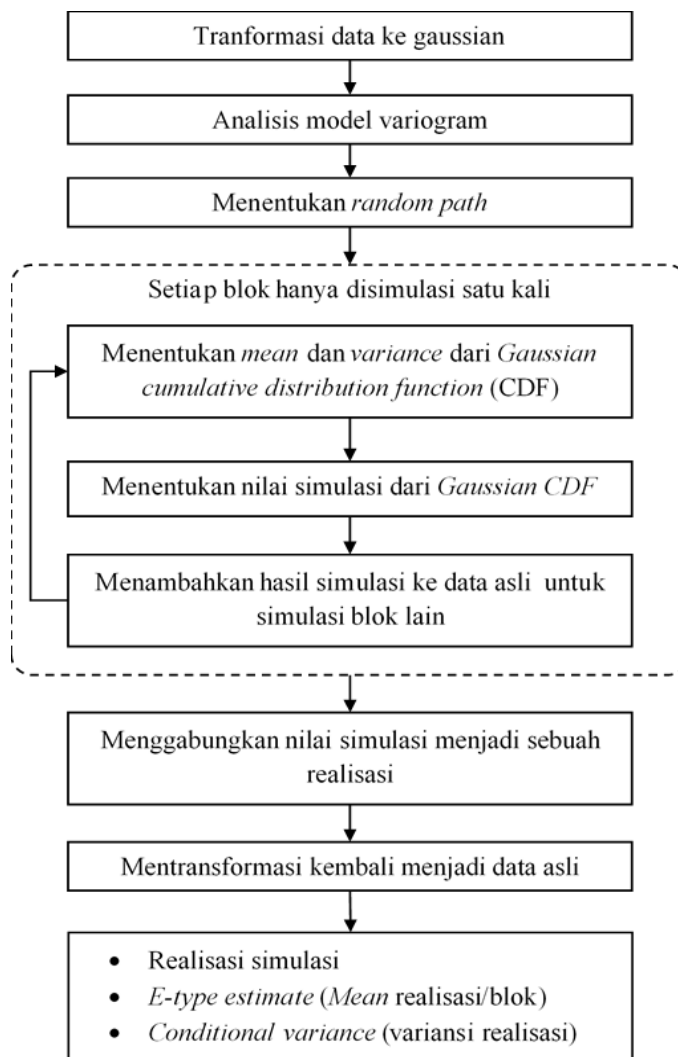 Tranformasi data ke gaussian
Analisis model variogram
Menentukan random path
Setiap blok hanya disimulasi satu kali
Menentukan mean dan variance dari Gaussian
cumulative distribution function (CDF)
Menentukan nilai simulasi dari Gaussian CDF
Menambahkan hasil simulasi ke data asli untuk
simulasi blok lain
Menggabungkan nilai simulasi menjadi sebuah
realisasi
Mentransformasi kembali menjadi data asli
• Realisasi simulasi
• E-type estimate (Mean realisasi/blok)
• Conditional variance (variansi realisasi)